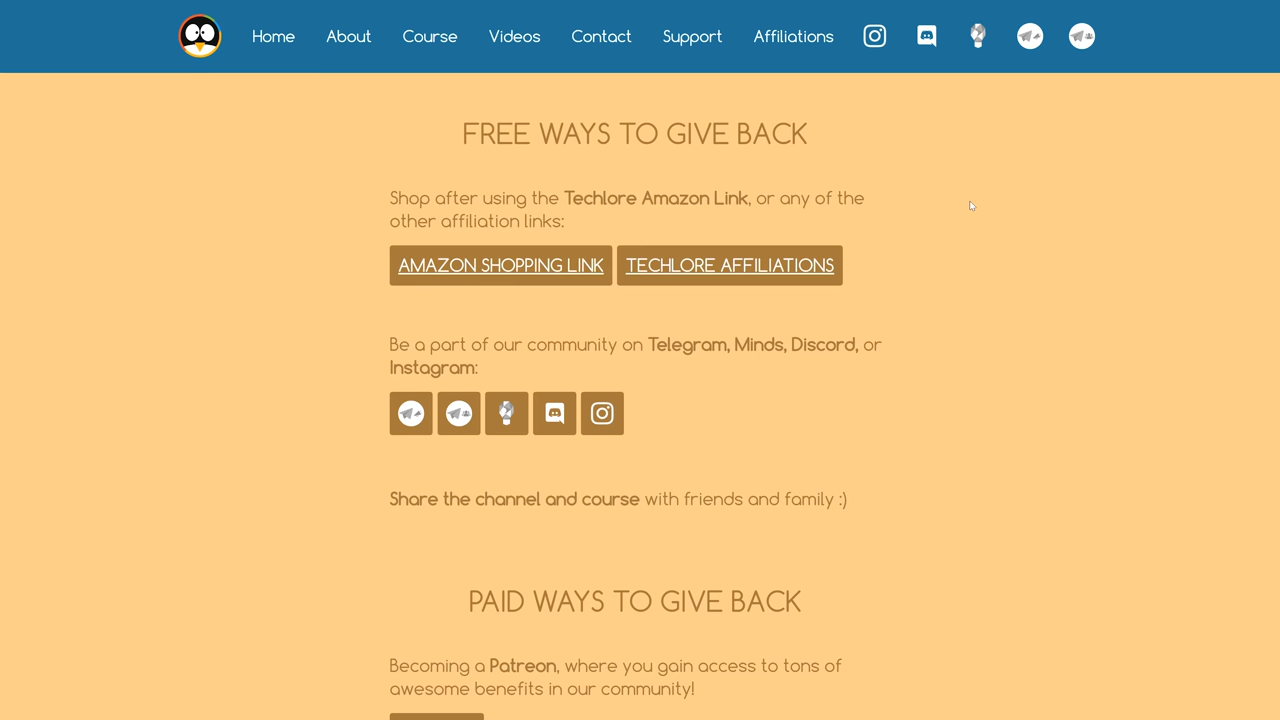 Home About Course Videos Contact Support Affiliations
FREE WAYS TO GIVE BACK
Shop after using the Techlore Amazon Link, or any of the
other affiliation links:
AMAZON SHOPPING LINK TECHLORE AFFILIATIONS
Be a part of our community on Telegram, Minds, Discord, or
Instagram:
Share the channel and course with friends and family :)
PAID WAYS TO GIVE BACK
Becoming a Patreon, where you gain access to tons of
awesome benefits in our community!